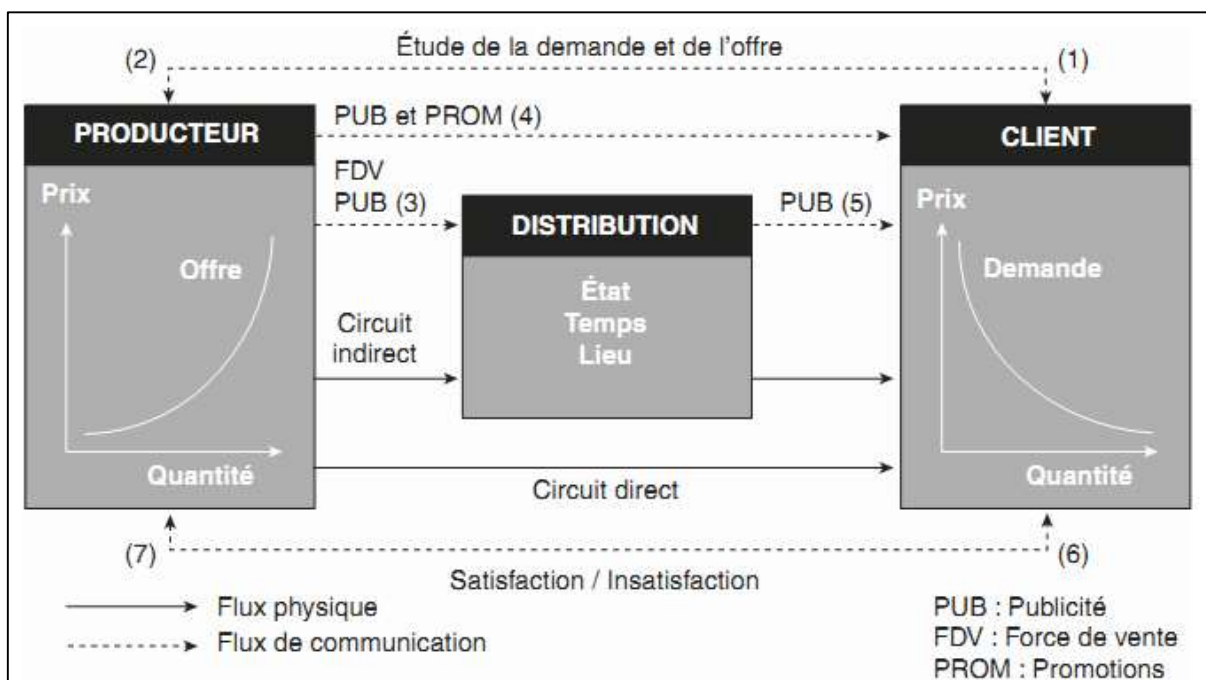 Étude de la demande et de l'offre
(2)
(1)
PRODUCTEUR
PUB et PROM (4)
CLIENT
FDV
PUB (3)
DISTRIBUTION
PUB (5)
Prix
Offre
Quantité
État
Temps
Lieu
Prix
Demande
Quantité
Circuit
indirect
Circuit direct
(7)
(6)
Satisfaction / Insatisfaction
Flux physique
Flux de communication
PUB : Publicité
FDV : Force de vente
PROM : Promotions